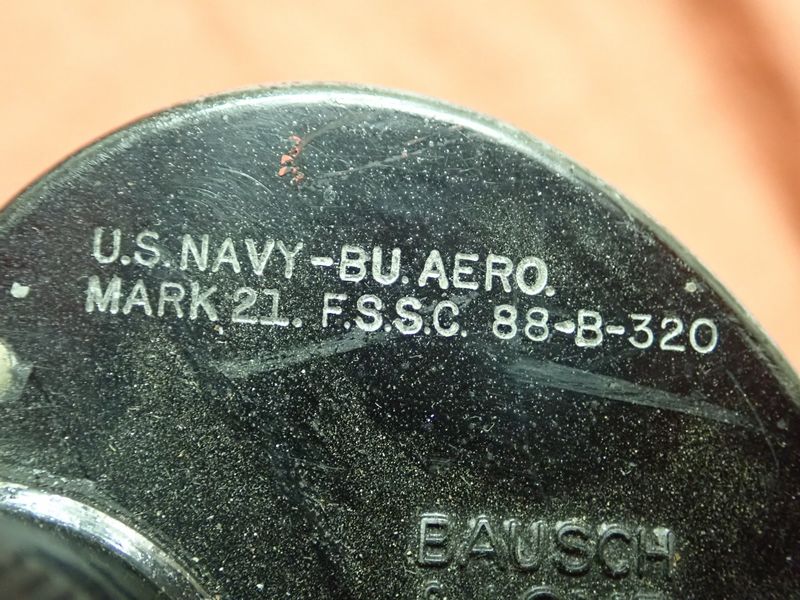 U.S. NAVY-BU. AERO.
MARK 21. F.S.S.C. 88-B-320
BAUSCH
&